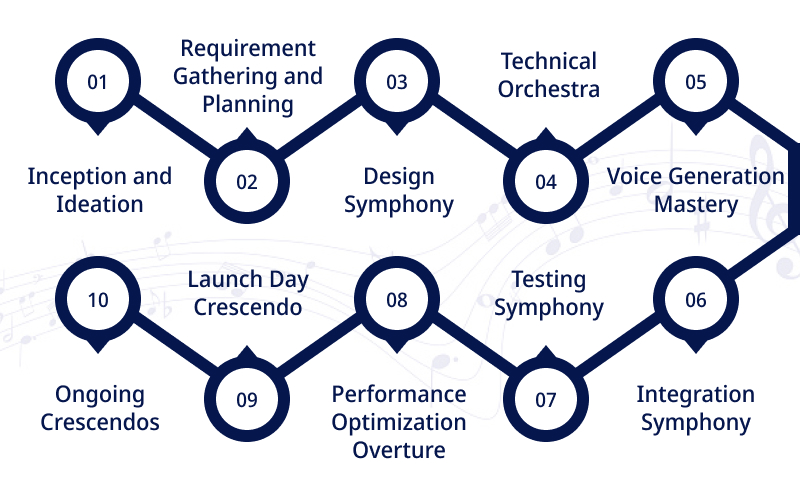 01
Inception and
Ideation
Requirement
Gathering and
Planning
02
03
Design
Symphony
Technical
Orchestra
04
05
Voice Generation
Mastery
06
Integration
Symphony
Testing
Symphony
07
08
Performance
Optimization
Overture
Launch Day
Crescendo
09
10
Ongoing
Crescendos